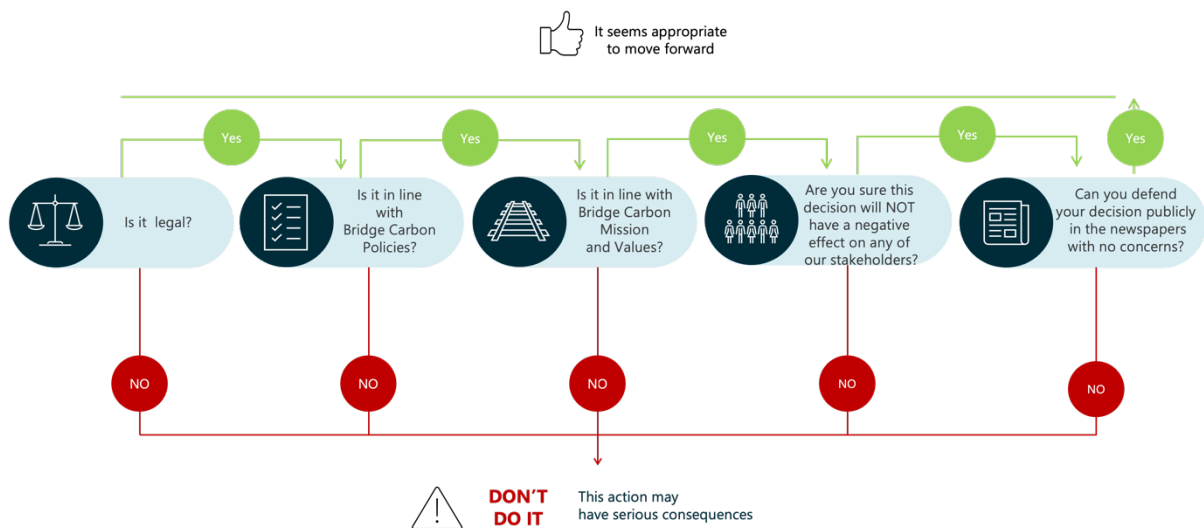 It seems appropriate
to move forward
Yes
Yes
Yes
Yes
Yes
Is it legal?
Is it in line
with
Bridge Carbon
Policies?
Is it in line with
Bridge Carbon
Mission
and Values?
Are you sure this
decision will NOT
have a negative
effect on any of
our stakeholders?
Can you defend
your decision publicly
in the newspapers
with no concerns?
NO
NO
NO
NO
NO
DON'T
DO IT
This action may
have serious consequences